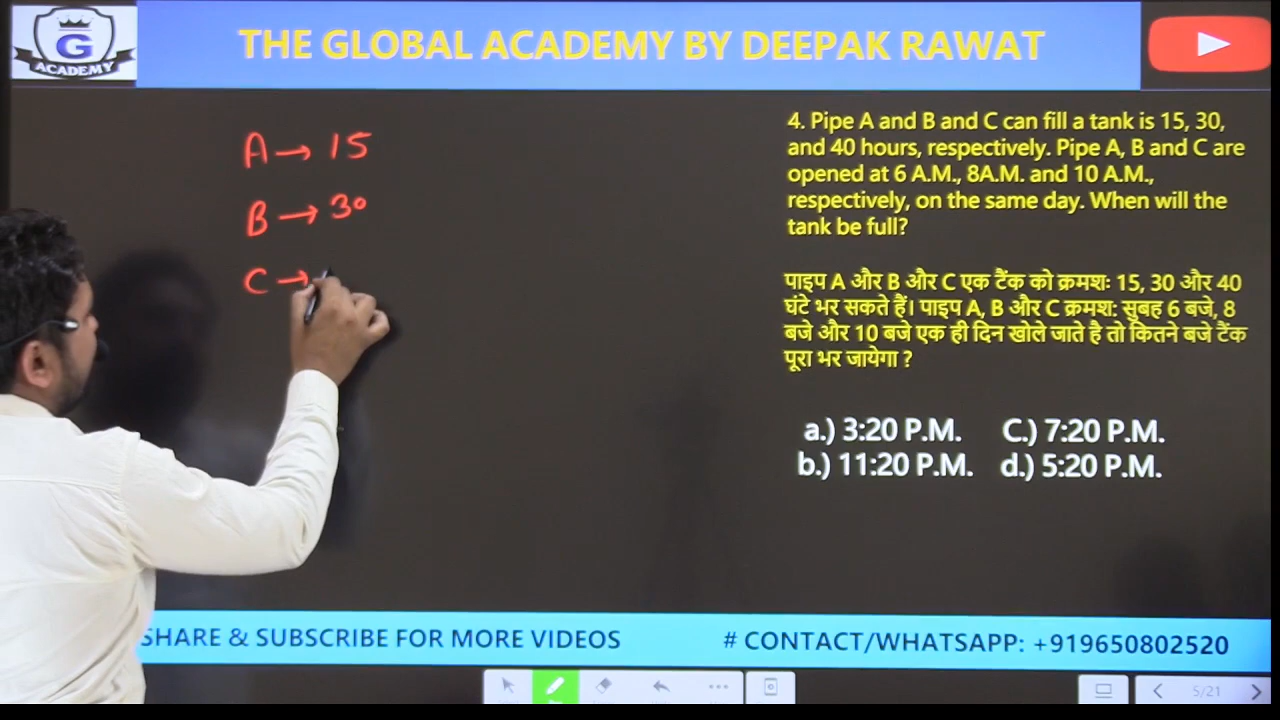 G
ACADEMY
THE GLOBAL ACADEMY BY DEEPAK RAWAT
A → 15
B → 30
C →
4. Pipe A and B and C can fill a tank is 15, 30,
and 40 hours, respectively. Pipe A, B and C are
opened at 6 A.M., 8A.M. and 10 A.M.,
respectively, on the same day. When will the
tank be full?
पाइप A और B और C एक टैंक को क्रमशः 15, 30 और 40
घंटे भर सकते हैं। पाइप A, B और C क्रमश: सुबह 6 बजे, 8
बजे और 10 बजे एक ही दिन खोले जाते है तो कितने बजे टैंक
पूरा भर जायेगा ?
a.) 3:20 P.M. C.) 7:20 P.M.
b.) 11:20 P.M. d.) 5:20 P.M.
SHARE & SUBSCRIBE FOR MORE VIDEOS # CONTACT/WHATSAPP: +919650802520
5/21